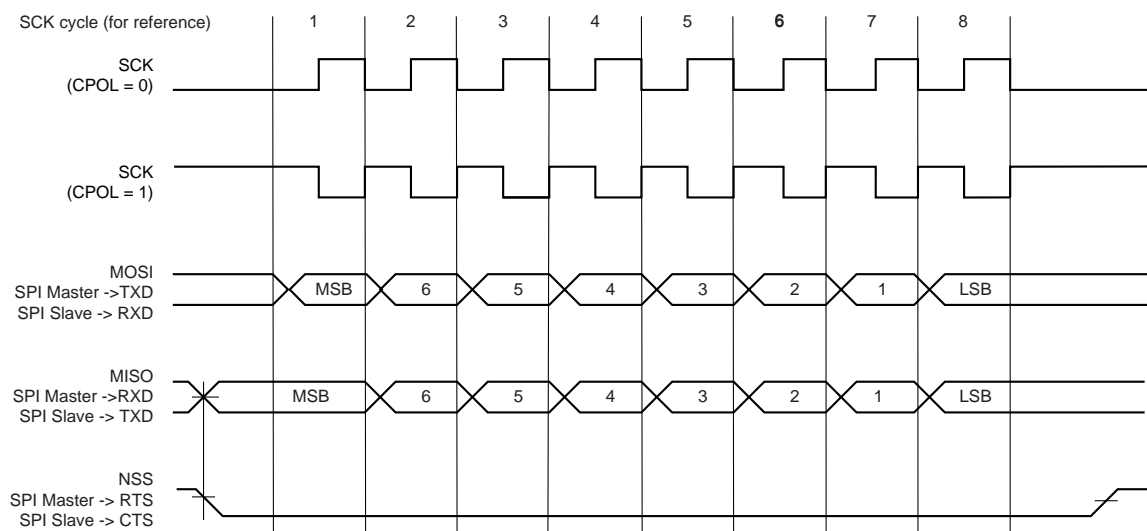 SCK cycle (for reference) 1 2 3 4 5 6 7 8
SCK
(CPOL = 0)
SCK
(CPOL = 1)
MOSI
SPI Master ->TXD
SPI Slave -> RXD
MSB 6 5 4 3 2 1 LSB
MISO
SPI Master ->RXD
SPI Slave -> TXD
MSB 6 5 4 3 2 1 LSB
NSS
SPI Master -> RTS
SPI Slave -> CTS